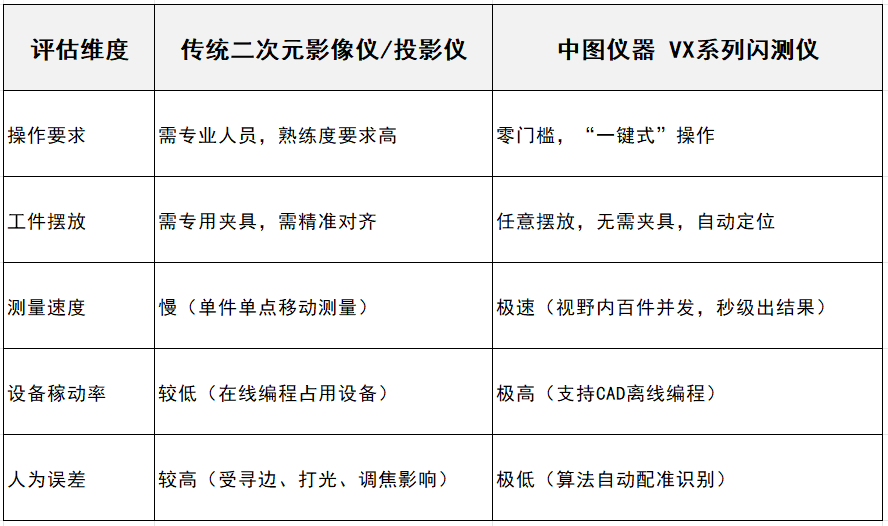 评估维度 传统二次元影像仪/投影仪 中图仪器 VX系列闪测仪
操作要求 需专业人员，熟练度要求高 零门槛，“一键式”操作
工件摆放 需专用夹具，需精准对齐 任意摆放，无需夹具，自动定位
测量速度 慢（单件单点移动测量） 极速（视野内百件并发，秒级出结果）
设备稼动率 较低（在线编程占用设备） 极高（支持CAD离线编程）
人为误差 较高（受寻边、打光、调焦影响） 极低（算法自动配准识别）